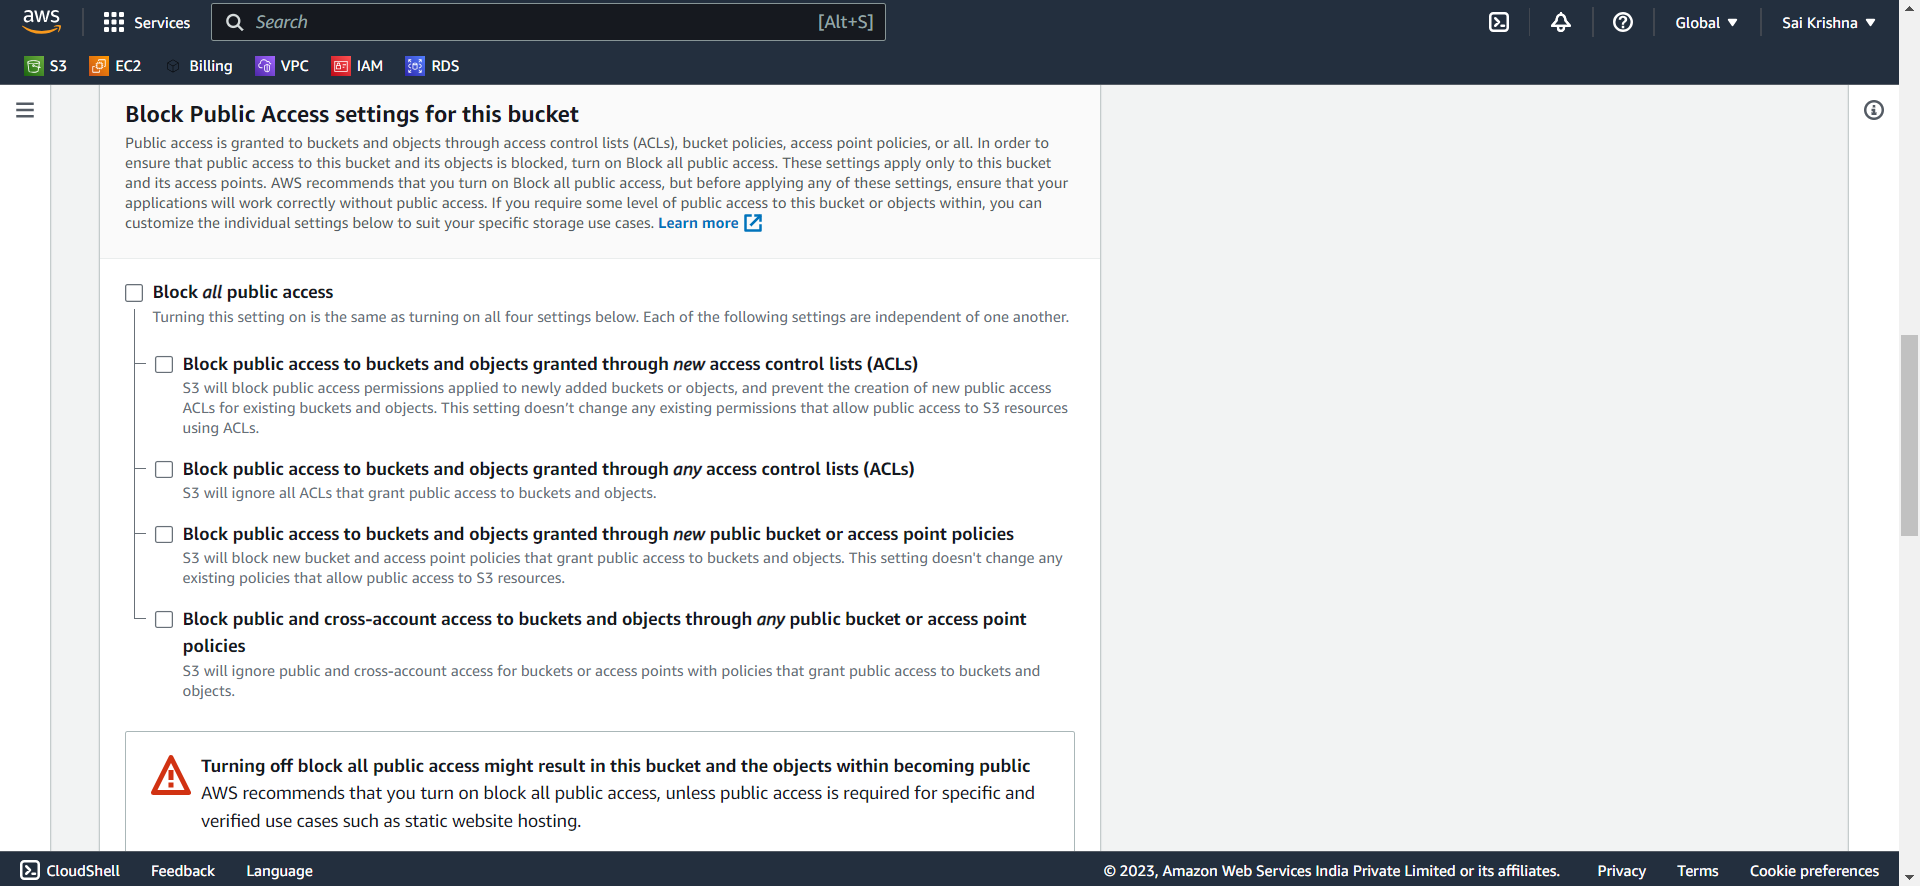 aws
Services
Search [Alt+S]
Global
Sai Krishna
S3
EC2
Billing
VPC
IAM
RDS
Block Public Access settings for this bucket
Public access is granted to buckets and objects through access control lists (ACLs), bucket policies, access point policies, or all. In order to
ensure that public access to this bucket and its objects is blocked, turn on Block all public access. These settings apply only to this bucket
and its access points. AWS recommends that you turn on Block all public access, but before applying any of these settings, ensure that your
applications will work correctly without public access. If you require some level of public access to this bucket or objects within, you can
customize the individual settings below to suit your specific storage use cases. Learn more
Block all public access
Turning this setting on is the same as turning on all four settings below. Each of the following settings are independent of one another.
Block public access to buckets and objects granted through new access control lists (ACLs)
S3 will block public access permissions applied to newly added buckets or objects, and prevent the creation of new public access
ACLs for existing buckets and objects. This setting doesn’t change any existing permissions that allow public access to S3 resources
using ACLs.
Block public access to buckets and objects granted through any access control lists (ACLs)
S3 will ignore all ACLs that grant public access to buckets and objects.
Block public access to buckets and objects granted through new public bucket or access point policies
S3 will block new bucket and access point policies that grant public access to buckets and objects. This setting doesn't change any
existing policies that allow public access to S3 resources.
Block public and cross-account access to buckets and objects through any public bucket or access point
policies
S3 will ignore public and cross-account access for buckets or access points with policies that grant public access to buckets and
objects.
Turning off block all public access might result in this bucket and the objects within becoming public
AWS recommends that you turn on block all public access, unless public access is required for specific and
verified use cases such as static website hosting.
CloudShell
Feedback
Language
© 2023, Amazon Web Services India Private Limited or its affiliates.
Privacy
Terms
Cookie preferences